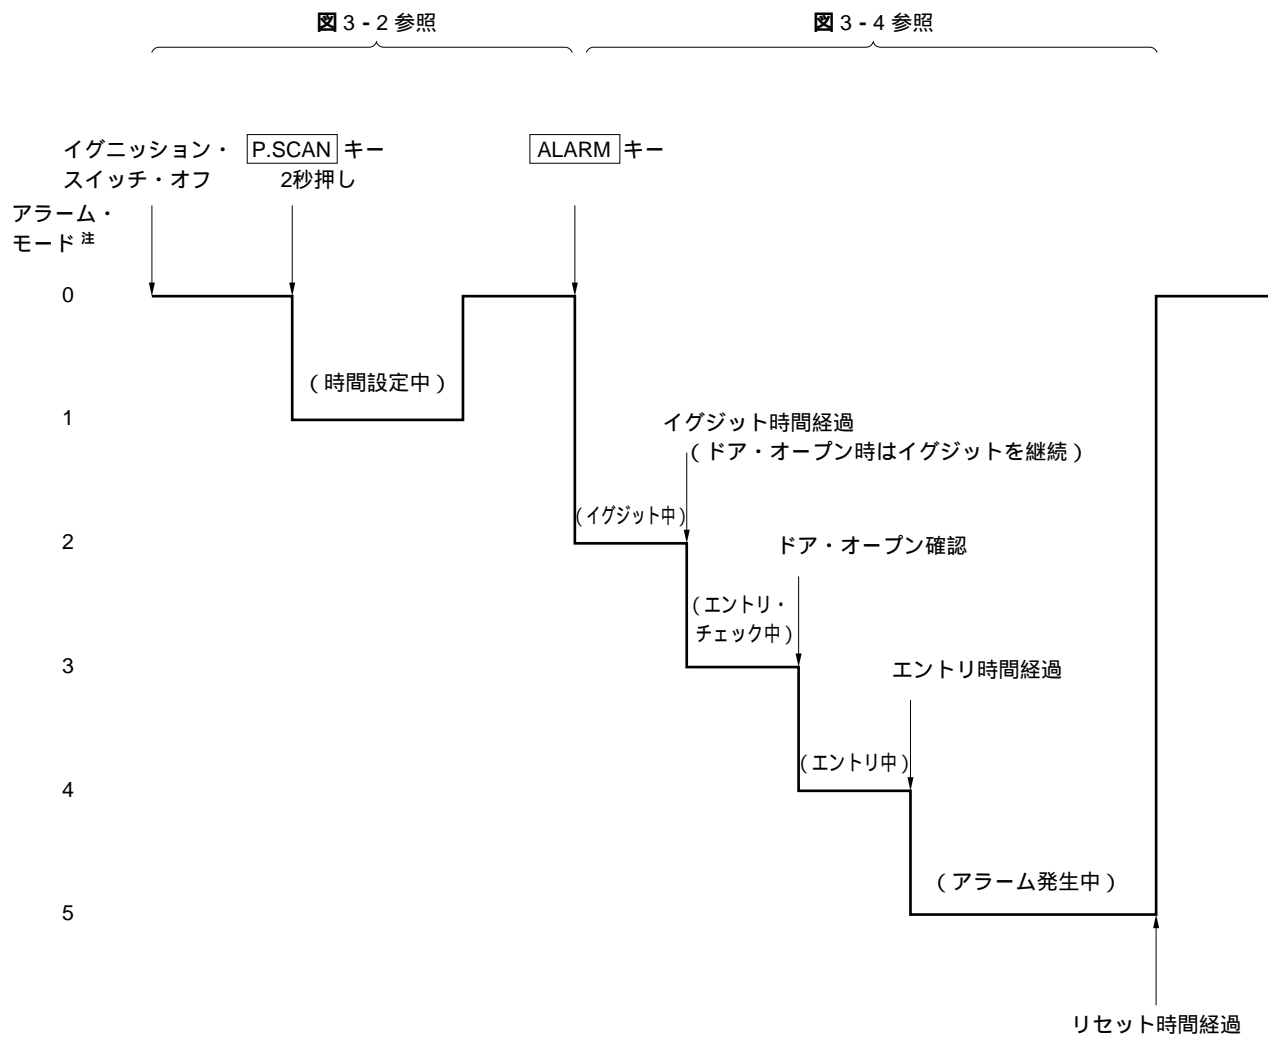 図3-2参照
図3-4参照
イグニッション・
スイッチ・オフ
P.SCAN キー
2秒押し
ALARM キー
アラーム・
モード注
0
(時間設定中)
1
イグジット時間経過
(ドア・オープン時はイグジットを継続)
(イグジット中)
2
ドア・オープン確認
(エントリ・
チェック中)
3
エントリ時間経過
(エントリ中)
4
(アラーム発生中)
5
リセット時間経過